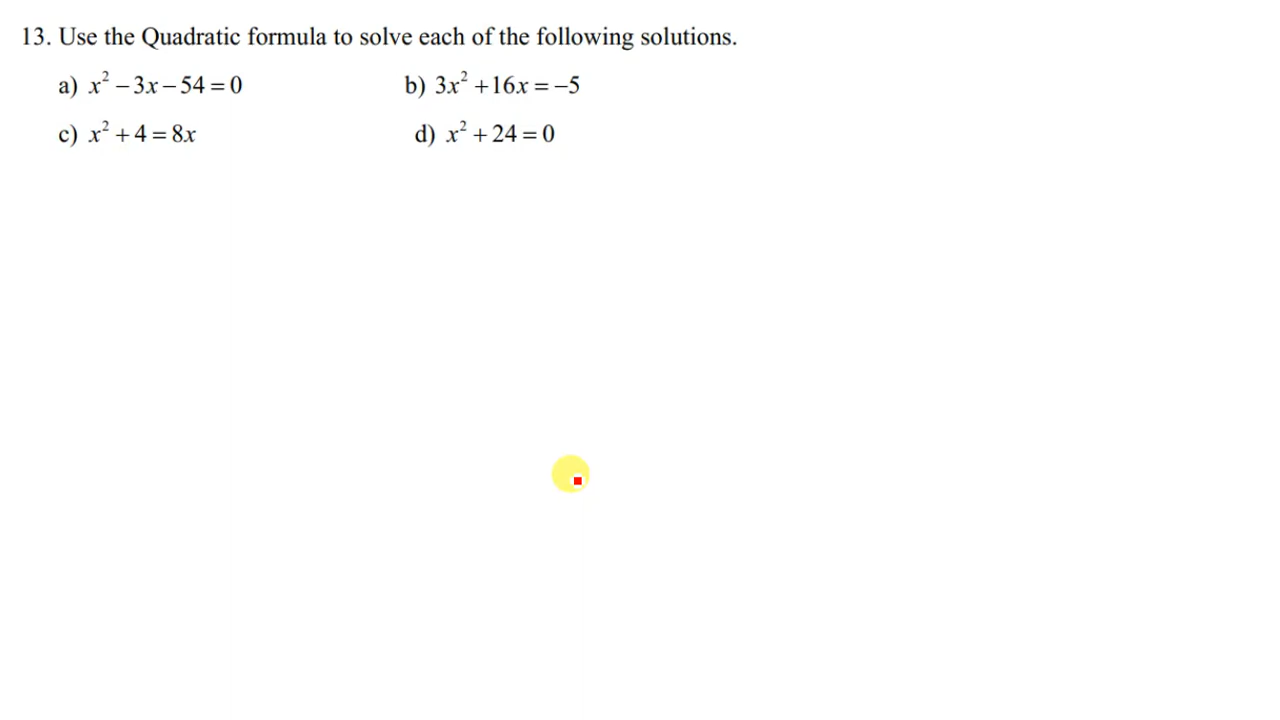 13. Use the Quadratic formula to solve each of the following solutions.
a) x² − 3x − 54 = 0 b) 3x² + 16x = −5
c) x² + 4 = 8x d) x² + 24 = 0